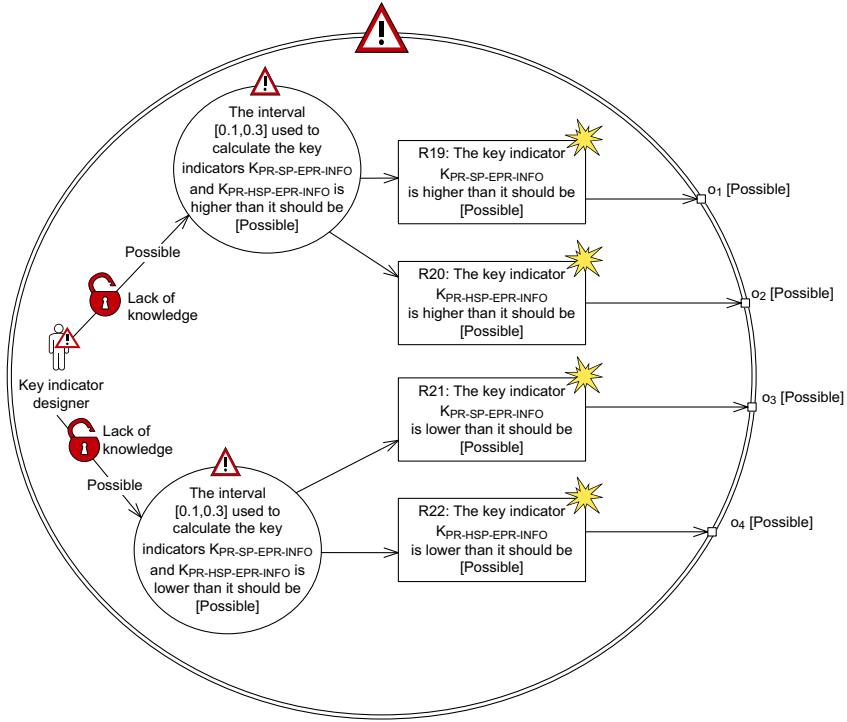 The interval
[0.1,0.3] used to
calculate the key
indicators KPR-SP-EPR-INFO
and KPR-HSP-EPR-INFO is
higher than it should be
[Possible]
R19: The key indicator
KPR-SP-EPR-INFO
is higher than it should be
[Possible]
o1 [Possible]
Possible
R20: The key indicator
KPR-HSP-EPR-INFO
is higher than it should be
[Possible]
o2 [Possible]
Lack of
knowledge
Key indicator
designer
R21: The key indicator
KPR-SP-EPR-INFO
is lower than it should be
[Possible]
o3 [Possible]
Lack of
knowledge
Possible
The interval
[0.1,0.3] used to
calculate the key
indicators KPR-SP-EPR-INFO
and KPR-HSP-EPR-INFO is
lower than it should be
[Possible]
R22: The key indicator
KPR-HSP-EPR-INFO
is lower than it should be
[Possible]
o4 [Possible]